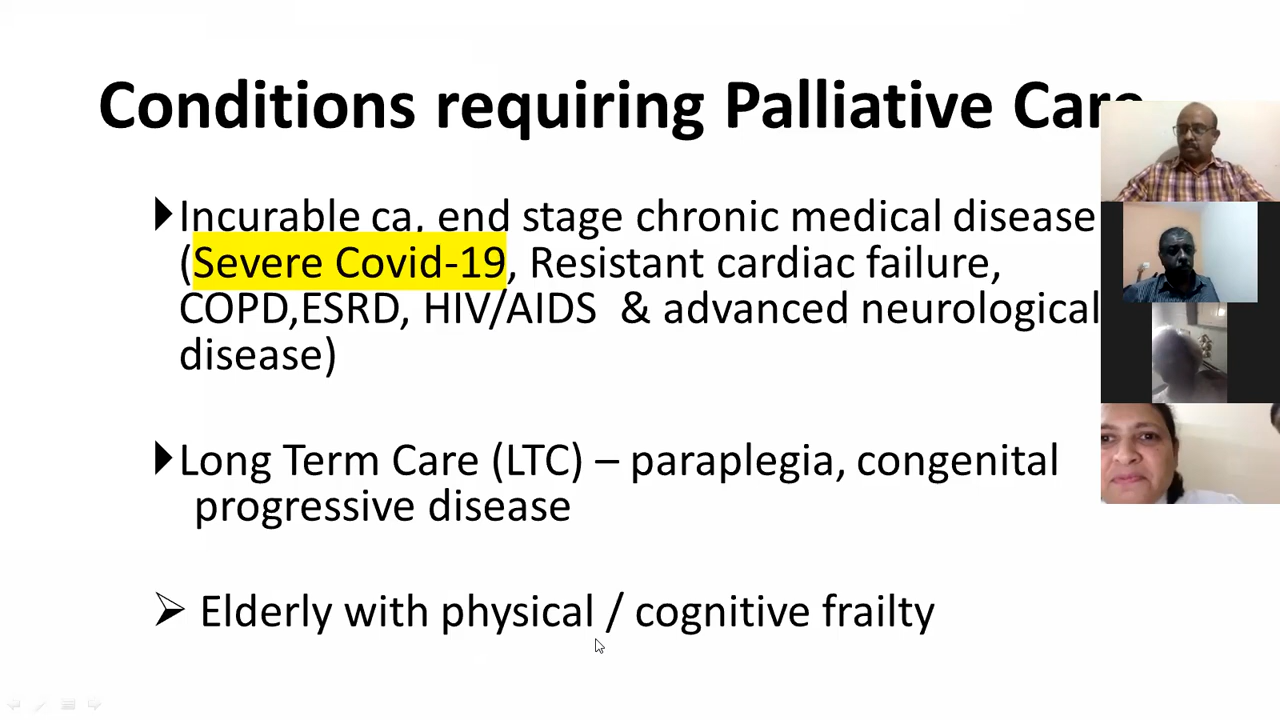 Conditions requiring Palliative Care
Incurable ca, end stage chronic medical disease
(Severe Covid-19, Resistant cardiac failure,
COPD,ESRD, HIV/AIDS & advanced neurological
disease)
Long Term Care (LTC) – paraplegia, congenital
progressive disease
Elderly with physical / cognitive frailty